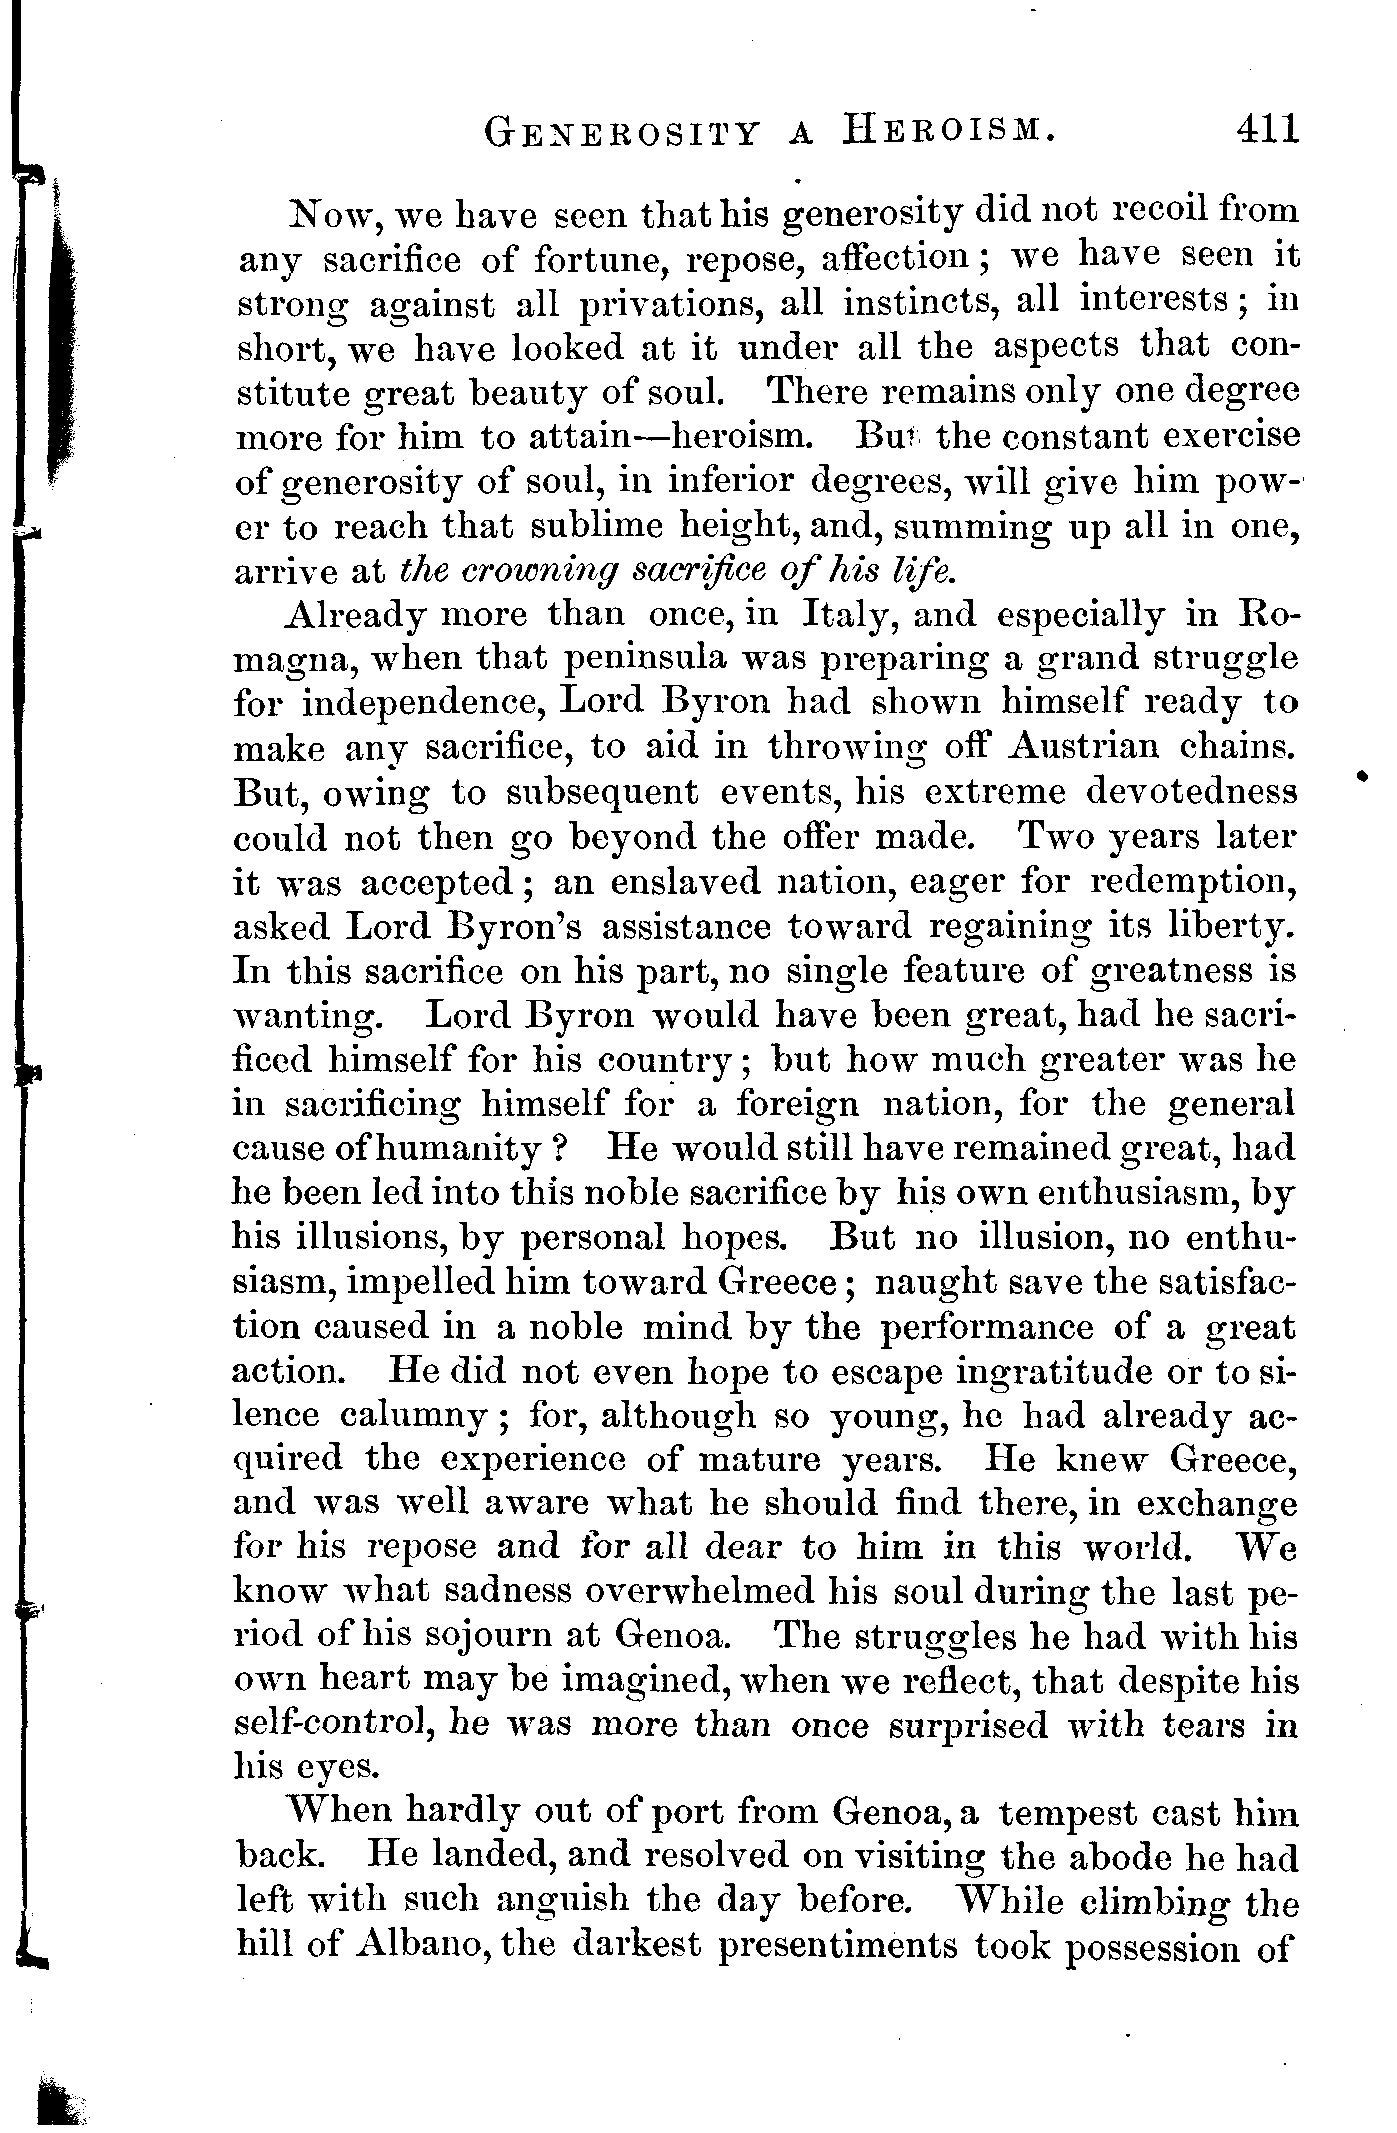 GENEROSITY A HEROISM. 411
Now, we have seen that his generosity did not recoil from
any sacrifice of fortune, repose, affection; we have seen it
strong against all privations, all instincts, all interests; in
short, we have looked at it under all the aspects that con-
stitute great beauty of soul. There remains only one degree
more for him to attain—heroism. But the constant exercise
of generosity of soul, in inferior degrees, will give him pow-
er to reach that sublime height, and, summing up all in one,
arrive at the crowning sacrifice of his life.
Already more than once, in Italy, and especially in Ro-
magna, when that peninsula was preparing a grand struggle
for independence, Lord Byron had shown himself ready to
make any sacrifice, to aid in throwing off Austrian chains.
But, owing to subsequent events, his extreme devotedness
could not then go beyond the offer made. Two years later
it was accepted; an enslaved nation, eager for redemption,
asked Lord Byron's assistance toward regaining its liberty.
In this sacrifice on his part, no single feature of greatness is
wanting. Lord Byron would have been great, had he sacri-
ficed himself for his country; but how much greater was he
in sacrificing himself for a foreign nation, for the general
cause of humanity? He would still have remained great, had
he been led into this noble sacrifice by his own enthusiasm, by
his illusions, by personal hopes. But no illusion, no enthu-
siasm, impelled him toward Greece; naught save the satisfac-
tion caused in a noble mind by the performance of a great
action. He did not even hope to escape ingratitude or to si-
lence calumny; for, although so young, he had already ac-
quired the experience of mature years. He knew Greece,
and was well aware what he should find there, in exchange
for his repose and for all dear to him in this world. We
know what sadness overwhelmed his soul during the last pe-
riod of his sojourn at Genoa. The struggles he had with his
own heart may be imagined, when we reflect, that despite his
self-control, he was more than once surprised with tears in
his eyes.
When hardly out of port from Genoa, a tempest cast him
back. He landed, and resolved on visiting the abode he had
left with such anguish the day before. While climbing the
hill of Albano, the darkest presentiments took possession of